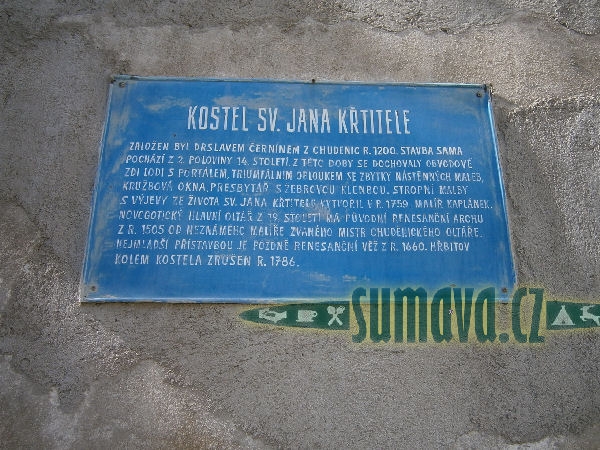 KOSTEL SV. JANA KŘTITELE
ZALOŽEN BYL DRSLAVEM ČERNÍNEM Z CHUDENIC R. 1200. STAVBA SAMA
POCHÁZÍ Z 2. POLOVINY 14. STOLETÍ. Z TÉTO DOBY SE DOCHOVALY OBVODOVÉ
ZDI LODI S PORTÁLEM, TRIUMFÁLNÍM OBLOUKEM SE ZBYTKY NÁSTĚNNÝCH MALEB,
KRUŽBOVÁ OKNA, PRESBYTÁŘ S ŽEBROVOU KLENBOU. STROPNÍ MALBY
S VÝJEVY ZE ŽIVOTA SV. JANA KŘTITELE VYTVOŘIL V R. 1759 MALÍŘ KAPLÁNEK.
NOVOGOTICKÝ HLAVNÍ OLTÁŘ Z 19. STOLETÍ MÁ PŮVODNÍ RENESANČNÍ ARCHU
Z R. 1505 OD NEZNÁMÉHO MALÍŘE ZVANÉHO MISTR CHUDENICKÉHO OLTÁŘE.
NEJMLADŠÍ PŘÍSTAVBOU JE POZDNĚ RENESANČNÍ VĚŽ Z R. 1660. HŘBITOV
KOLEM KOSTELA ZRUŠEN R. 1786.
sumava.cz